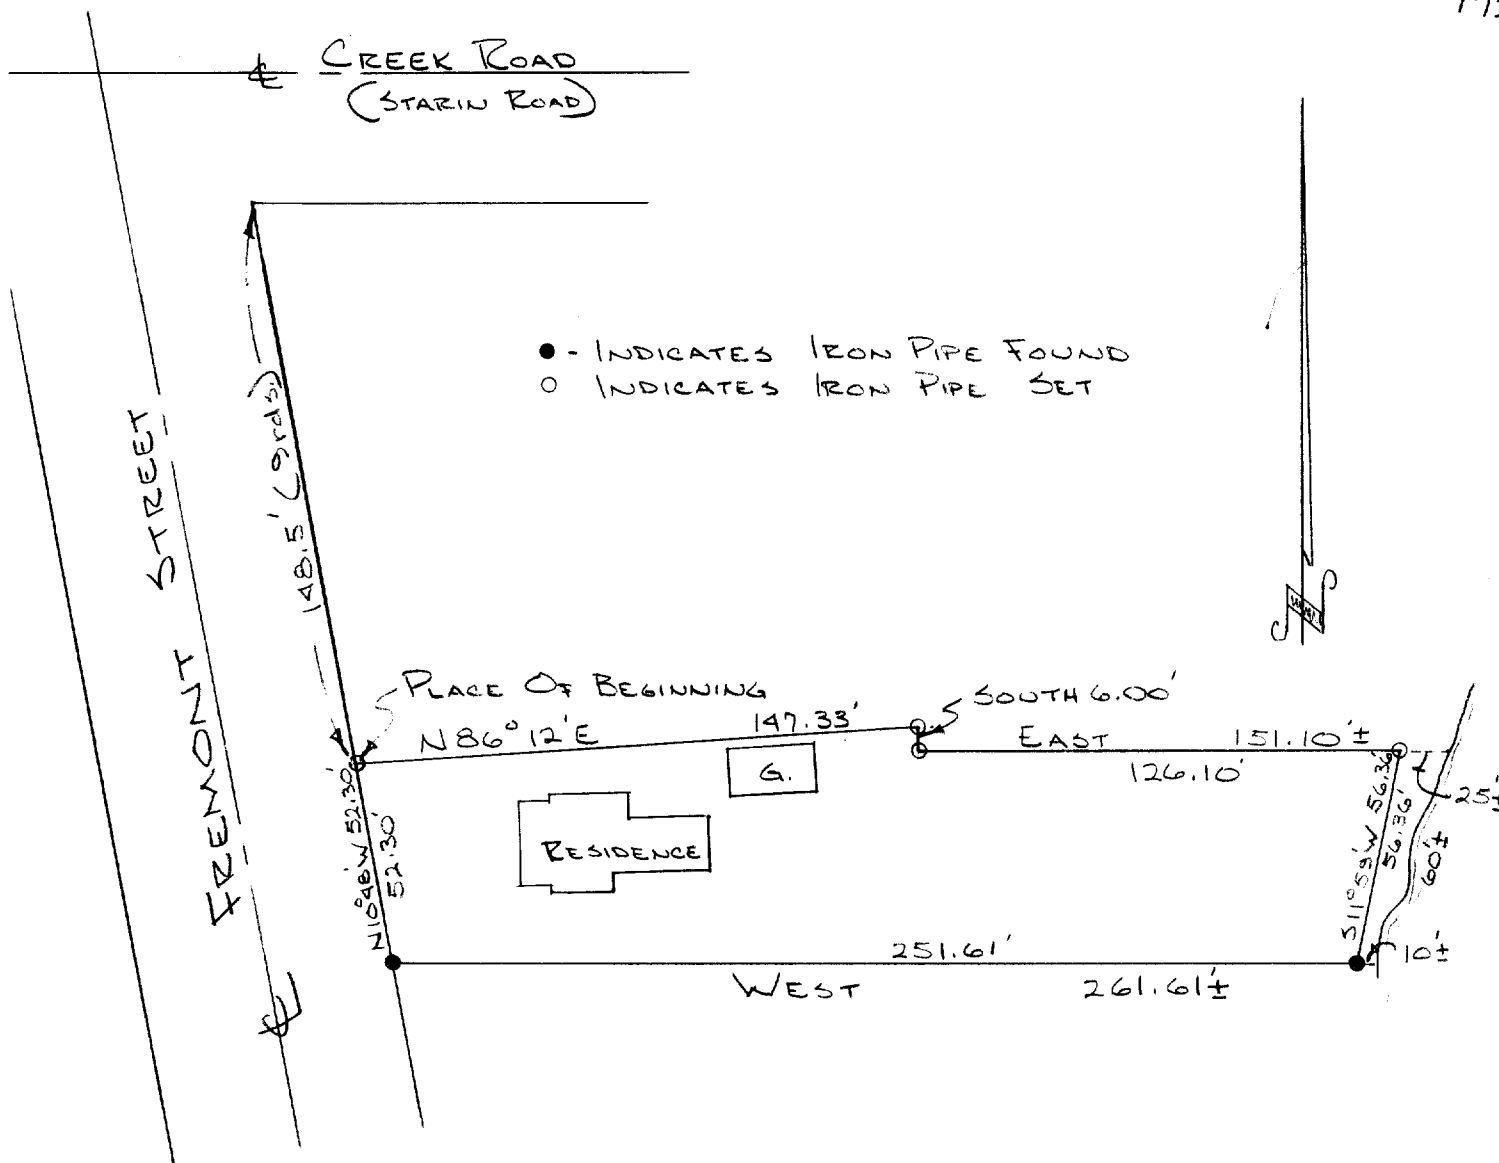 CREEK ROAD
(STARIN ROAD)
● - INDICATES IRON PIPE FOUND
○ INDICATES IRON PIPE SET
FREMONT STREET
148.5' (9rds)
PLACE OF BEGINNING
N86°12'E 147.33'
SOUTH 6.00'
EAST 151.10'±
126.10'
G.
RESIDENCE
N10°48'W 52.30'
52.30'
S11°59'W 56.36'
56.36'
60'±
25'±
10'±
251.61'
WEST 261.61'±